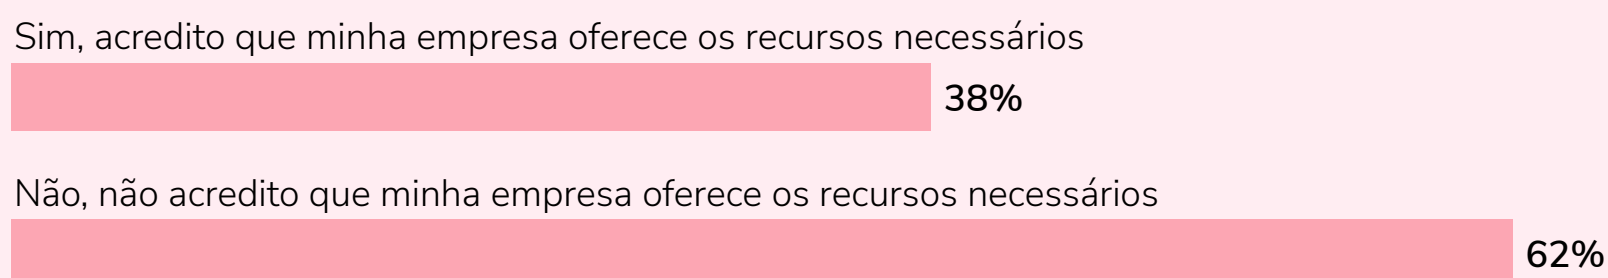 Sim, acredito que minha empresa oferece os recursos necessários
38%
Não, não acredito que minha empresa oferece os recursos necessários
62%